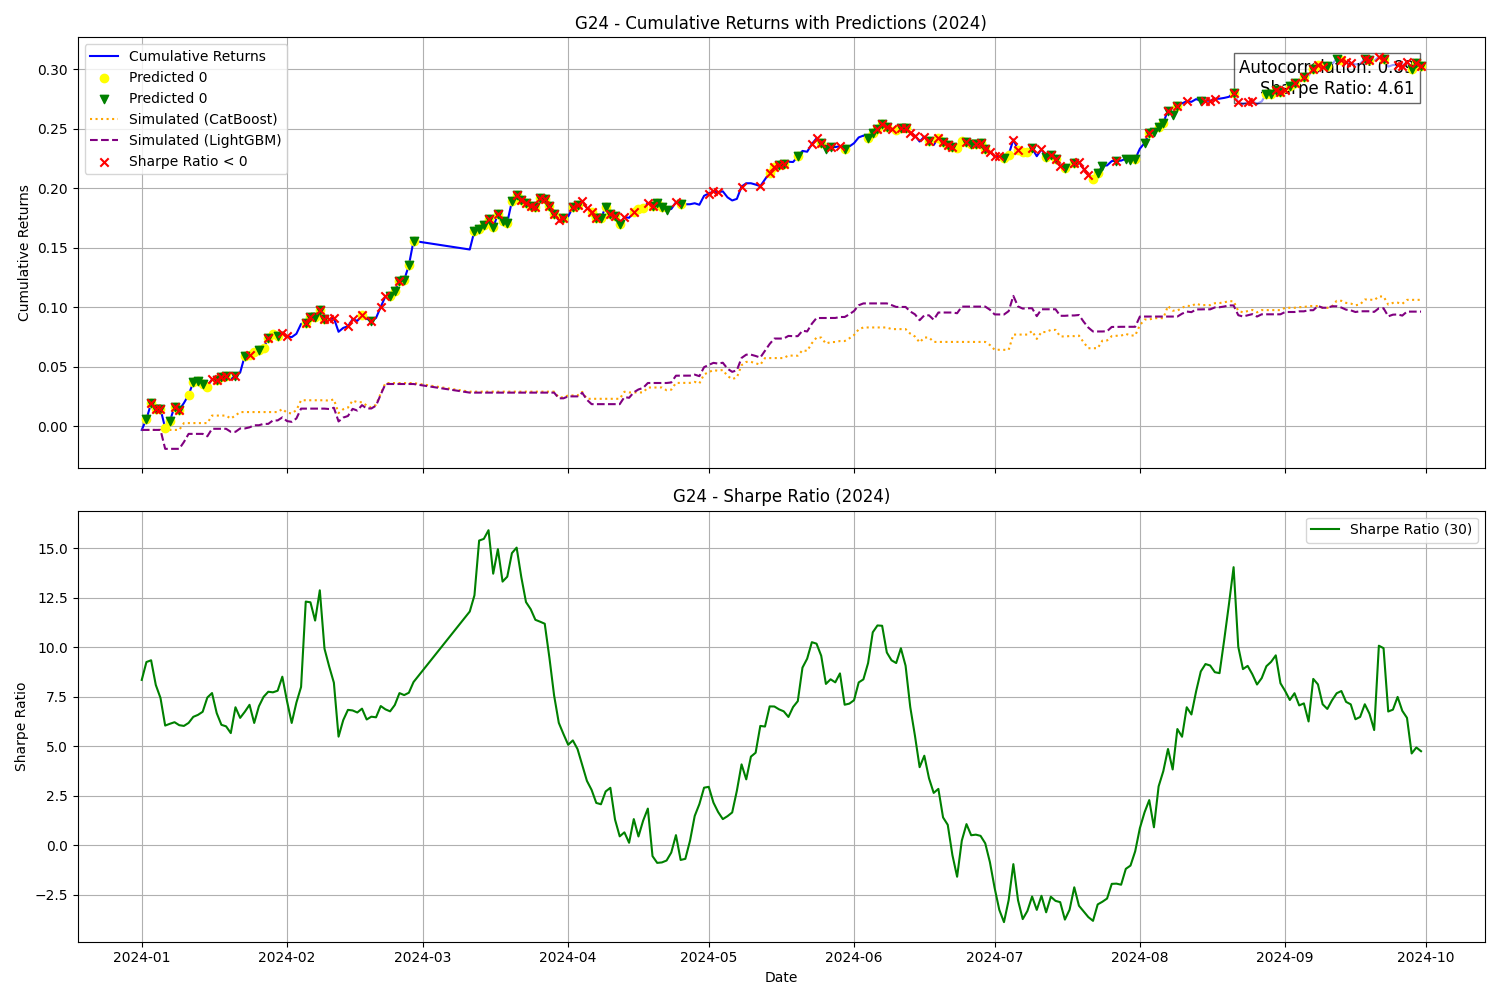 G24 - Cumulative Returns with Predictions (2024)
Cumulative Returns
Predicted 0
Predicted 0
Simulated (CatBoost)
Simulated (LightGBM)
Sharpe Ratio < 0
Sharpe Ratio: 4.61
0.30
0.25
0.20
0.15
0.10
0.05
0.00
Cumulative Returns
G24 - Sharpe Ratio (2024)
Sharpe Ratio (30)
15.0
12.5
10.0
7.5
5.0
2.5
0.0
−2.5
Sharpe Ratio
2024-01 2024-02 2024-03 2024-04 2024-05 2024-06 2024-07 2024-08 2024-09 2024-10
Date